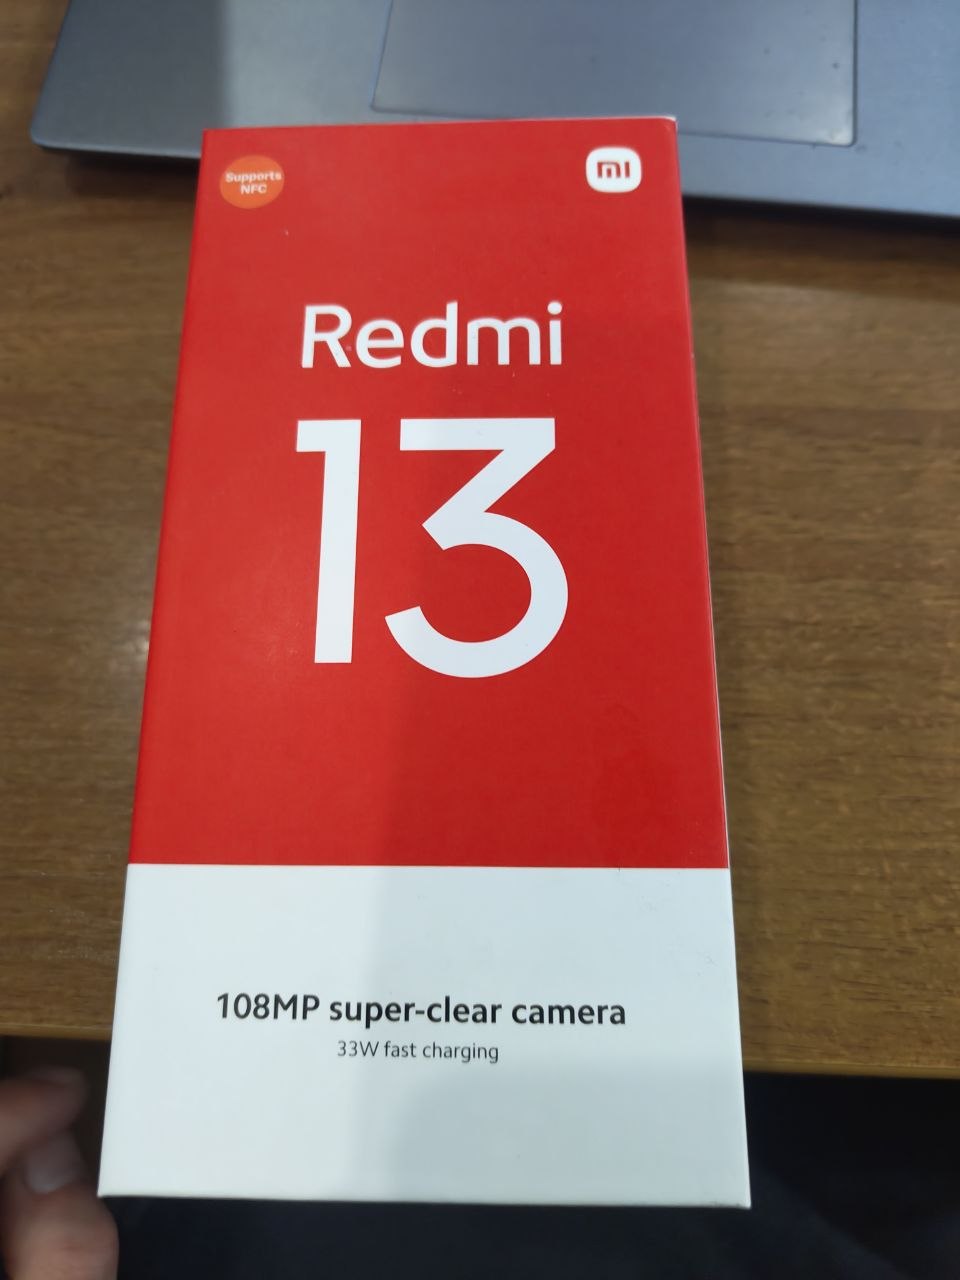 Supports
NFC
mi
Redmi
13
108MP super-clear camera
33W fast charging